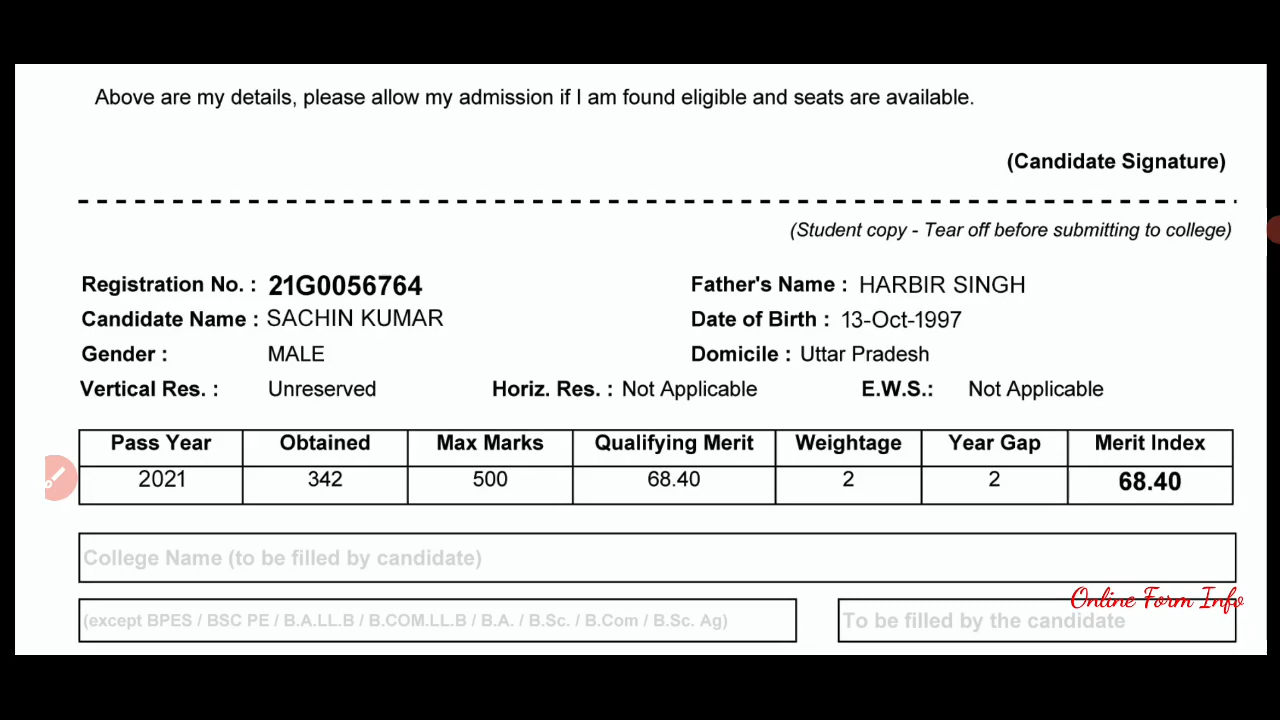 Above are my details, please allow my admission if I am found eligible and seats are available.
(Candidate Signature)
(Student copy - Tear off before submitting to college)
Registration No. : 21G0056764 Father's Name : HARBIR SINGH
Candidate Name : SACHIN KUMAR Date of Birth : 13-Oct-1997
Gender : MALE Domicile : Uttar Pradesh
Vertical Res. : Unreserved Horiz. Res. : Not Applicable E.W.S.: Not Applicable
Pass Year Obtained Max Marks Qualifying Merit Weightage Year Gap Merit Index
2021 342 500 68.40 2 2 68.40
College Name (to be filled by candidate)
Online Form Info
(except BPES / BSC PE / B.A.LL.B / B.COM.LL.B / B.A. / B.Sc. / B.Com / B.Sc. Ag) To be filled by the candidate